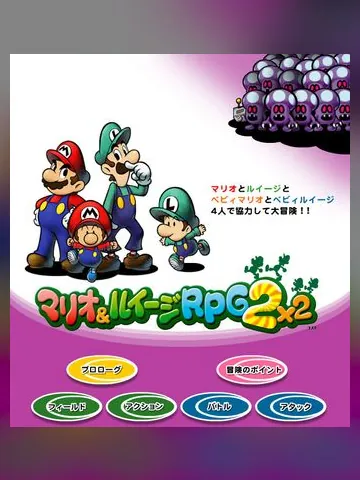 マリオとルイージと
ベビィマリオとベビィルイージ
4人で協力して大冒険!!
マリオ&ルイージRPG2×2
プロローグ
冒険のポイント
フィールド
アクション
バトル
アタック